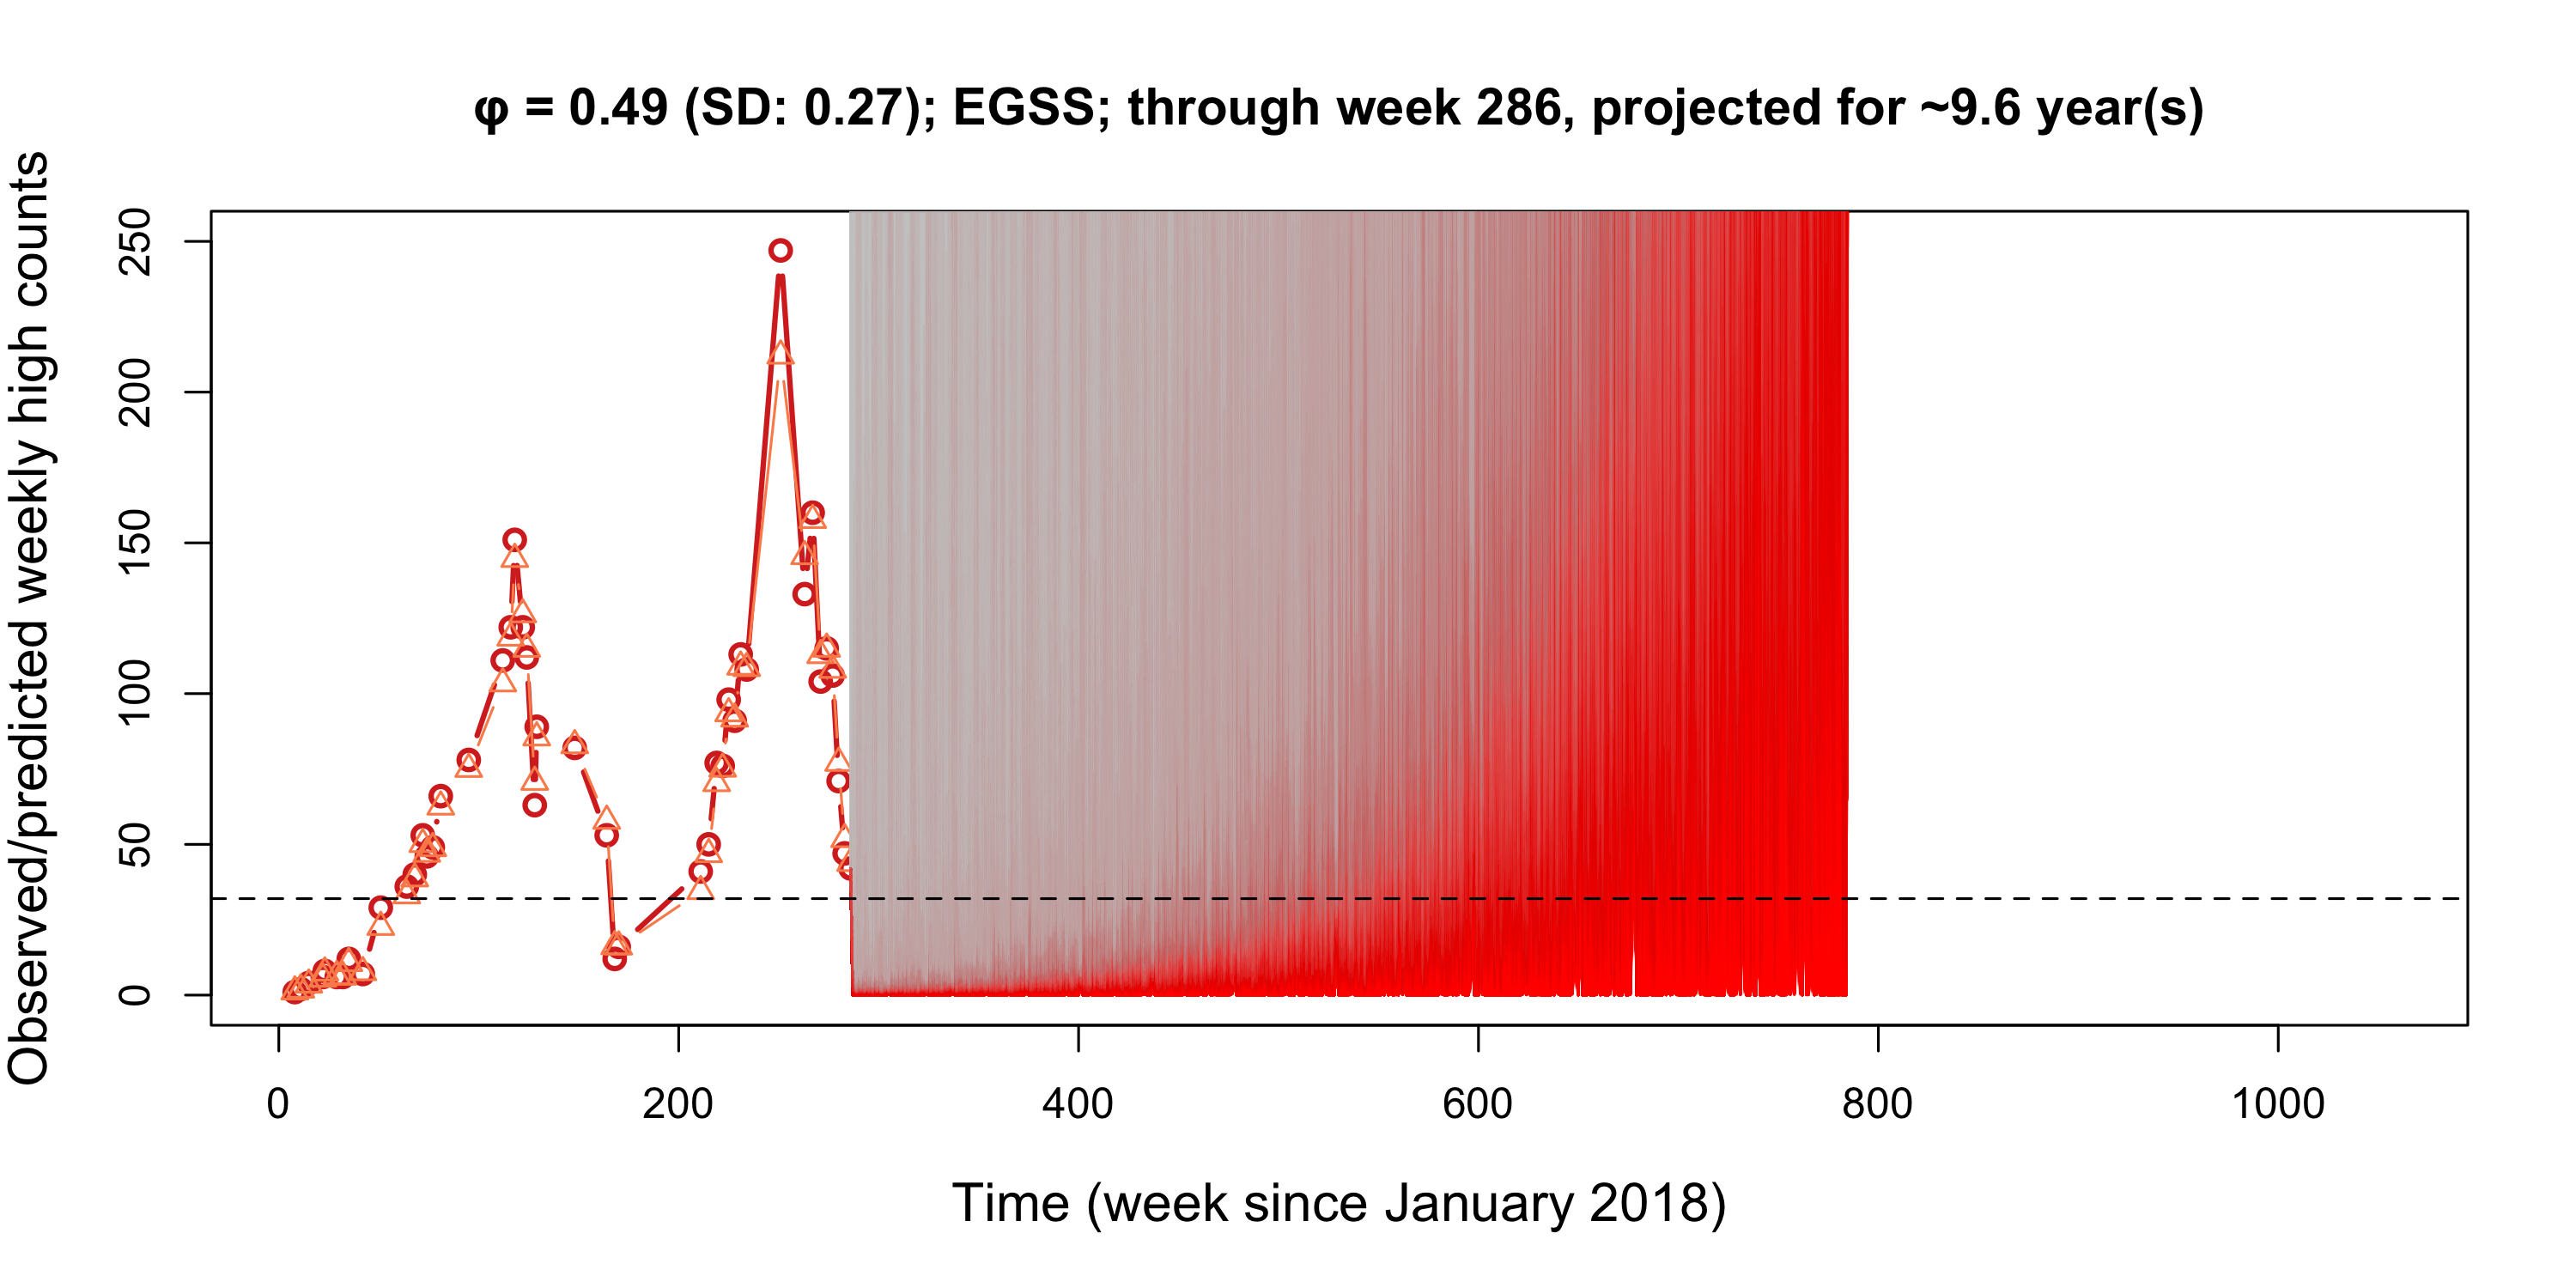 φ = 0.49 (SD: 0.27); EGSS; through week 286, projected for ~9.6 year(s)
Observed/predicted weekly high counts
250
200
150
100
50
0
0 200 400 600 800 1000
Time (week since January 2018)